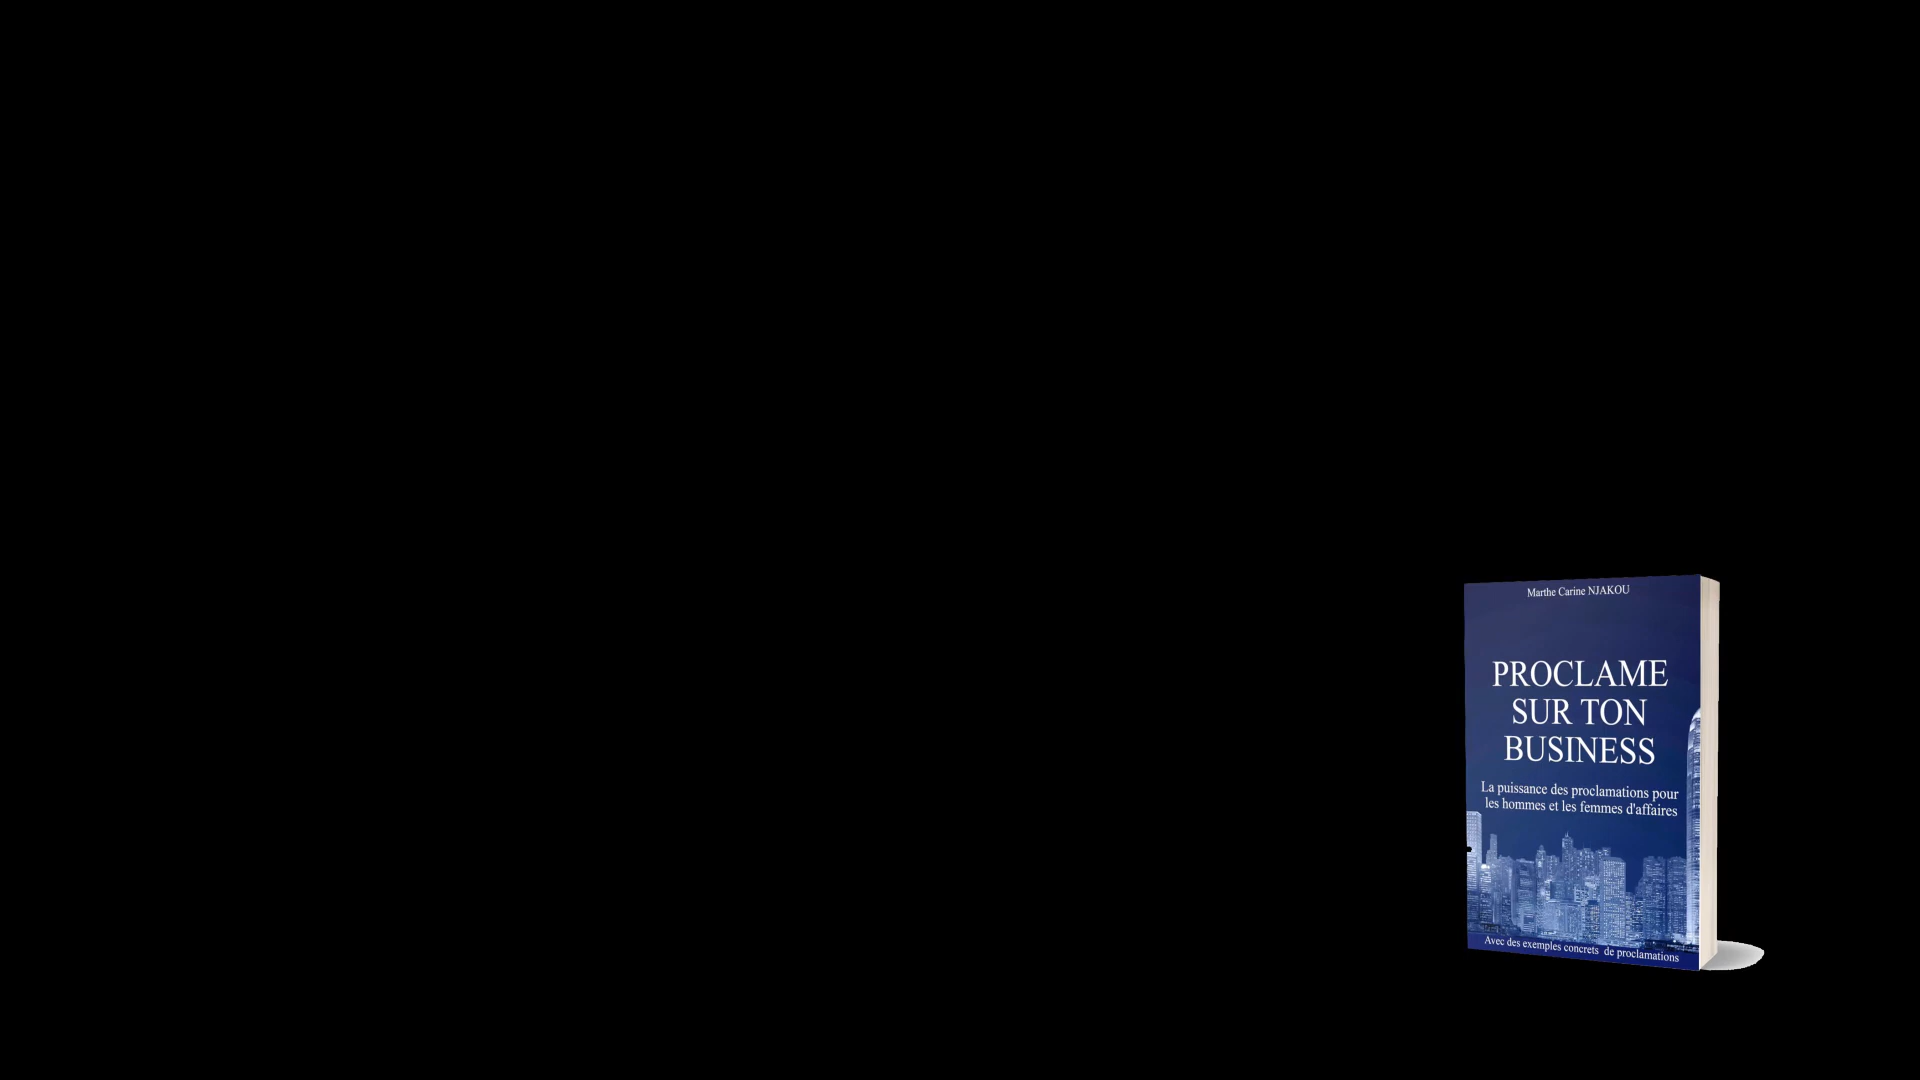 Marthe Carine NJAKOU
PROCLAME
SUR TON
BUSINESS
La puissance des proclamations pour
les hommes et les femmes d'affaires
Avec des exemples concrets de proclamations